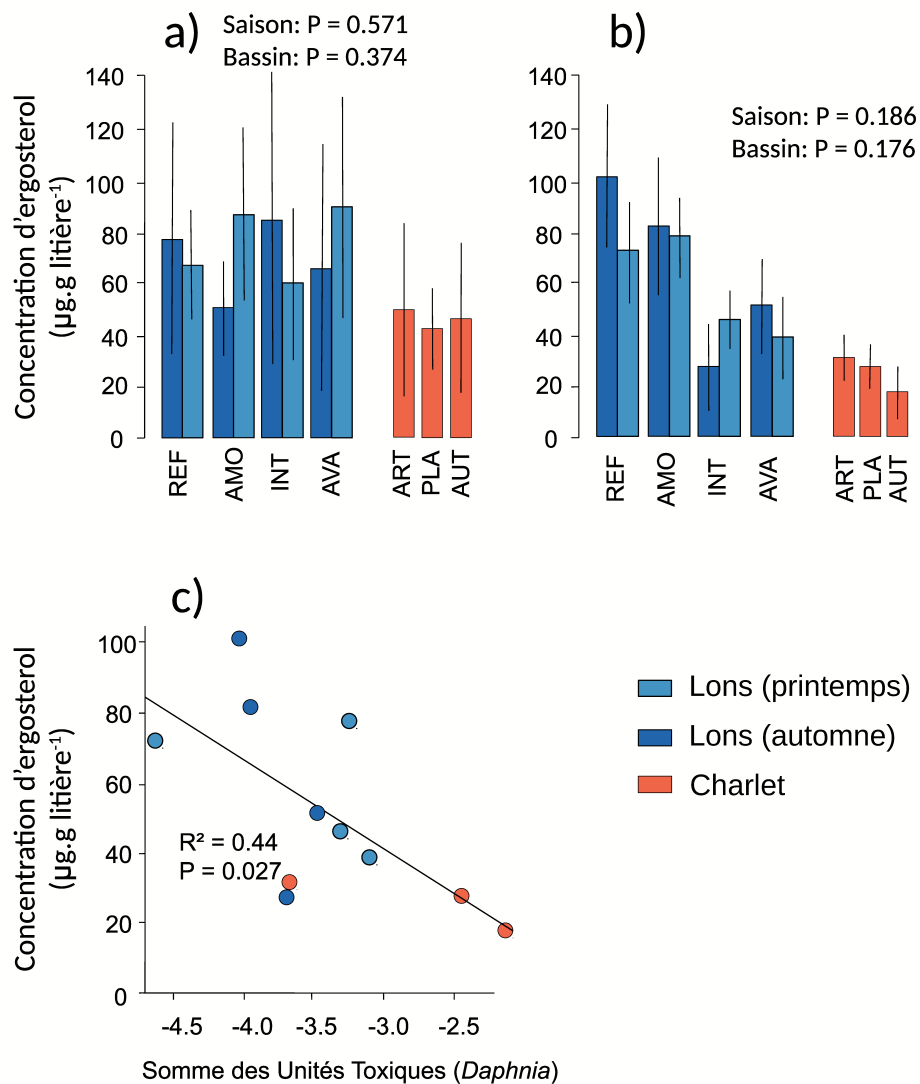 a)
Saison: P = 0.571
Bassin: P = 0.374
Concentration d'ergosterol
(µg.g litière⁻¹)
140
120
100
80
60
40
20
0
REF
AMO
INT
AVA
ART
PLA
AUT
b)
Saison: P = 0.186
Bassin: P = 0.176
140
120
100
80
60
40
20
0
REF
AMO
INT
AVA
ART
PLA
AUT
c)
Concentration d'ergosterol
(µg.g litière⁻¹)
100
80
60
40
20
0
R² = 0.44
P = 0.027
-4.5 -4.0 -3.5 -3.0 -2.5
Somme des Unités Toxiques (Daphnia)
Lons (printemps)
Lons (automne)
Charlet